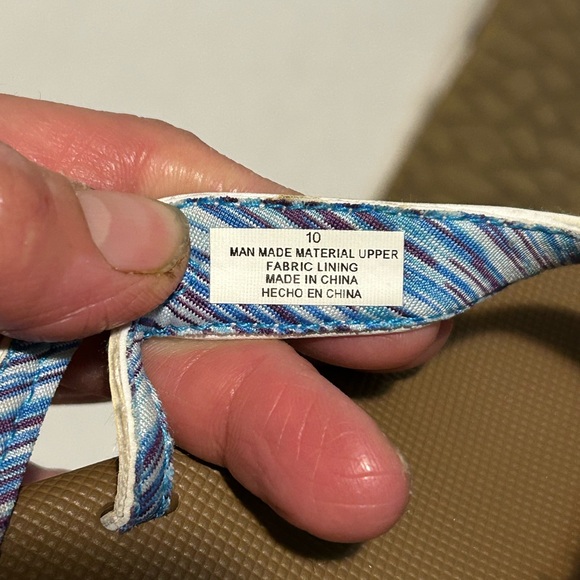 10
MAN MADE MATERIAL UPPER
FABRIC LINING
MADE IN CHINA
HECHO EN CHINA